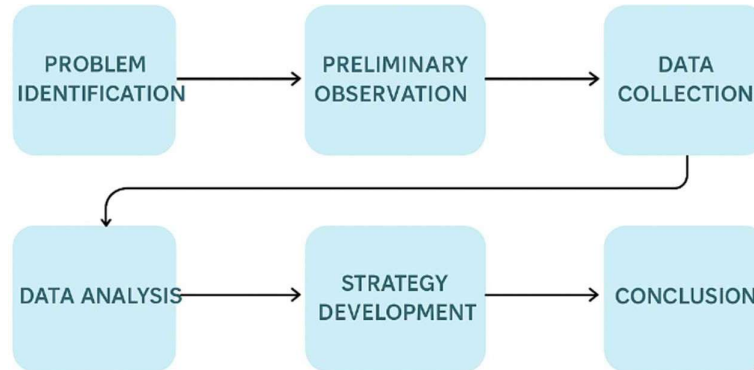 PROBLEM
IDENTIFICATION
PRELIMINARY
OBSERVATION
DATA
COLLECTION
DATA ANALYSIS
STRATEGY
DEVELOPMENT
CONCLUSION